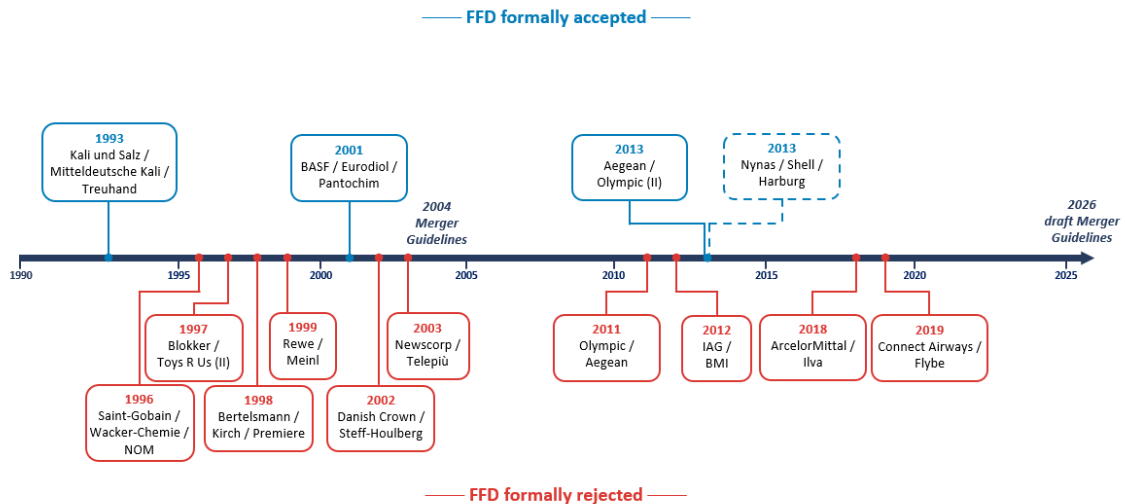 FFD formally accepted
1993
Kali und Salz /
Mitteldeutsche Kali /
Treuhand
2001
BASF / Eurodiol /
Pantochim
2013
Aegean /
Olympic (II)
2013
Nynas / Shell /
Harburg
2004
Merger
Guidelines
2026
draft Merger
Guidelines
1990
1995
2000
2005
2010
2015
2020
2025
1997
Blokker /
Toys R Us (II)
1999
Rewe /
Meinl
2003
Newscorp /
Telepiù
2011
Olympic /
Aegean
2012
IAG /
BMI
2018
ArcelorMittal /
Ilva
2019
Connect Airways /
Flybe
1996
Saint-Gobain /
Wacker-Chemie /
NOM
1998
Bertelsmann /
Kirch / Premiere
2002
Danish Crown /
Steff-Houlberg
FFD formally rejected